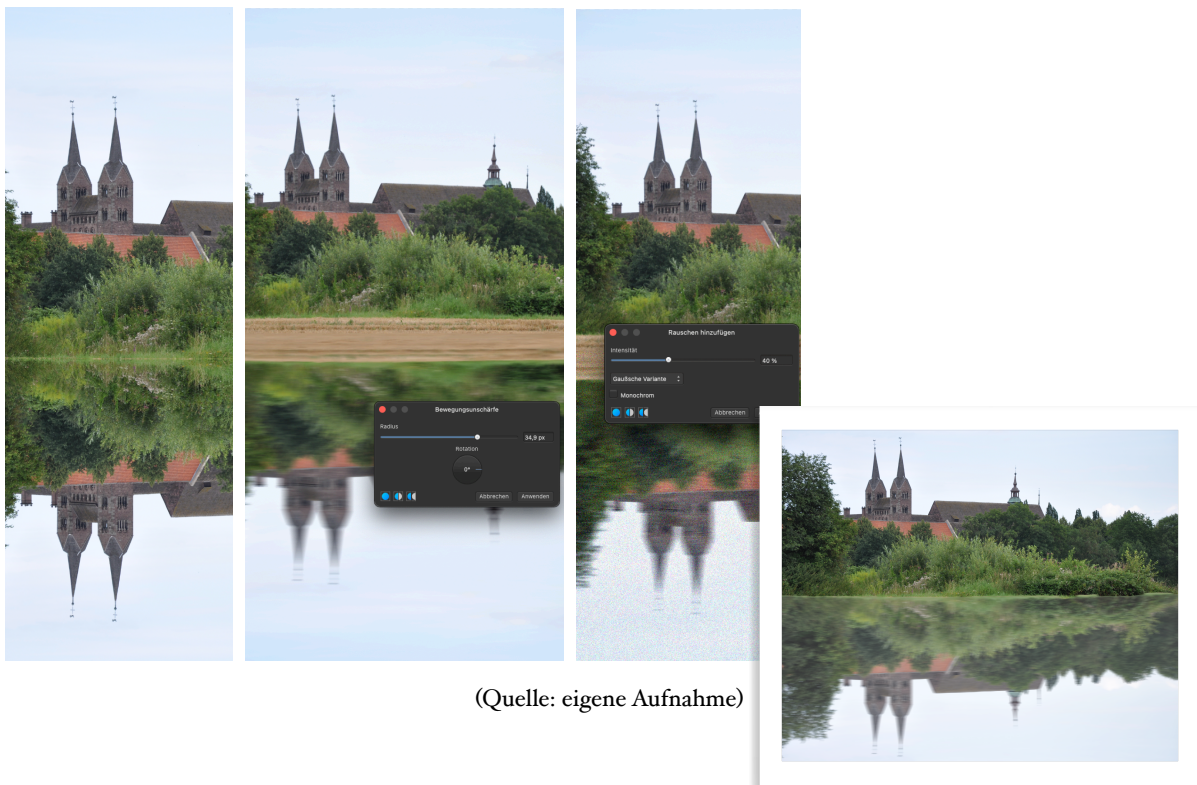 Bewegungsunschärfe
Radius
34,9 px
Rotation
0°
Abbrechen
Anwenden
Rauschen hinzufügen
Intensität
40 %
Gaußsche Variante
Monochrom
Abbrechen
(Quelle: eigene Aufnahme)